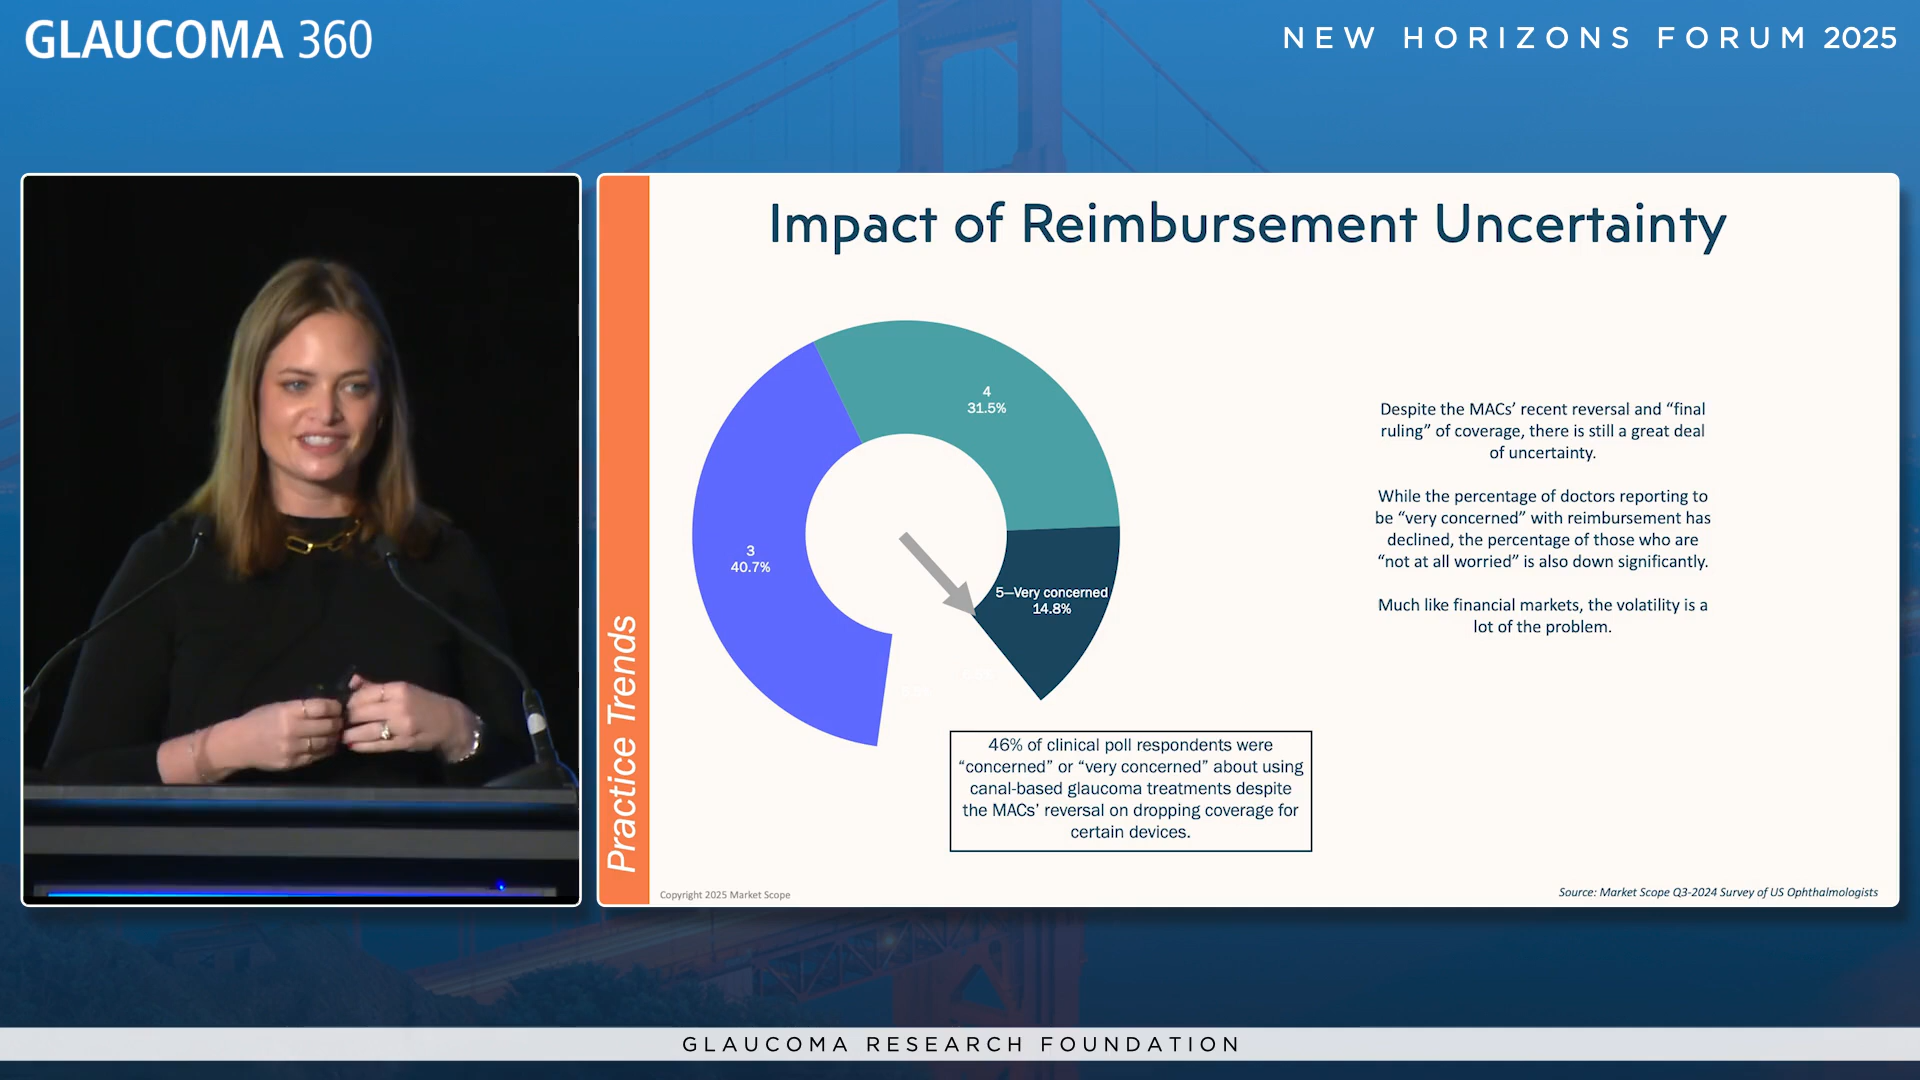 GLAUCOMA 360
NEW HORIZONS FORUM 2025
Practice Trends
Impact of Reimbursement Uncertainty
4
31.5%
3
40.7%
5—Very concerned
14.8%
Despite the MACs' recent reversal and “final
ruling” of coverage, there is still a great deal
of uncertainty.
While the percentage of doctors reporting to
be “very concerned” with reimbursement has
declined, the percentage of those who are
“not at all worried” is also down significantly.
Much like financial markets, the volatility is a
lot of the problem.
46% of clinical poll respondents were
“concerned” or “very concerned” about using
canal-based glaucoma treatments despite
the MACs' reversal on dropping coverage for
certain devices.
Copyright 2025 Market Scope
Source: Market Scope Q3-2024 Survey of US Ophthalmologists
GLAUCOMA RESEARCH FOUNDATION